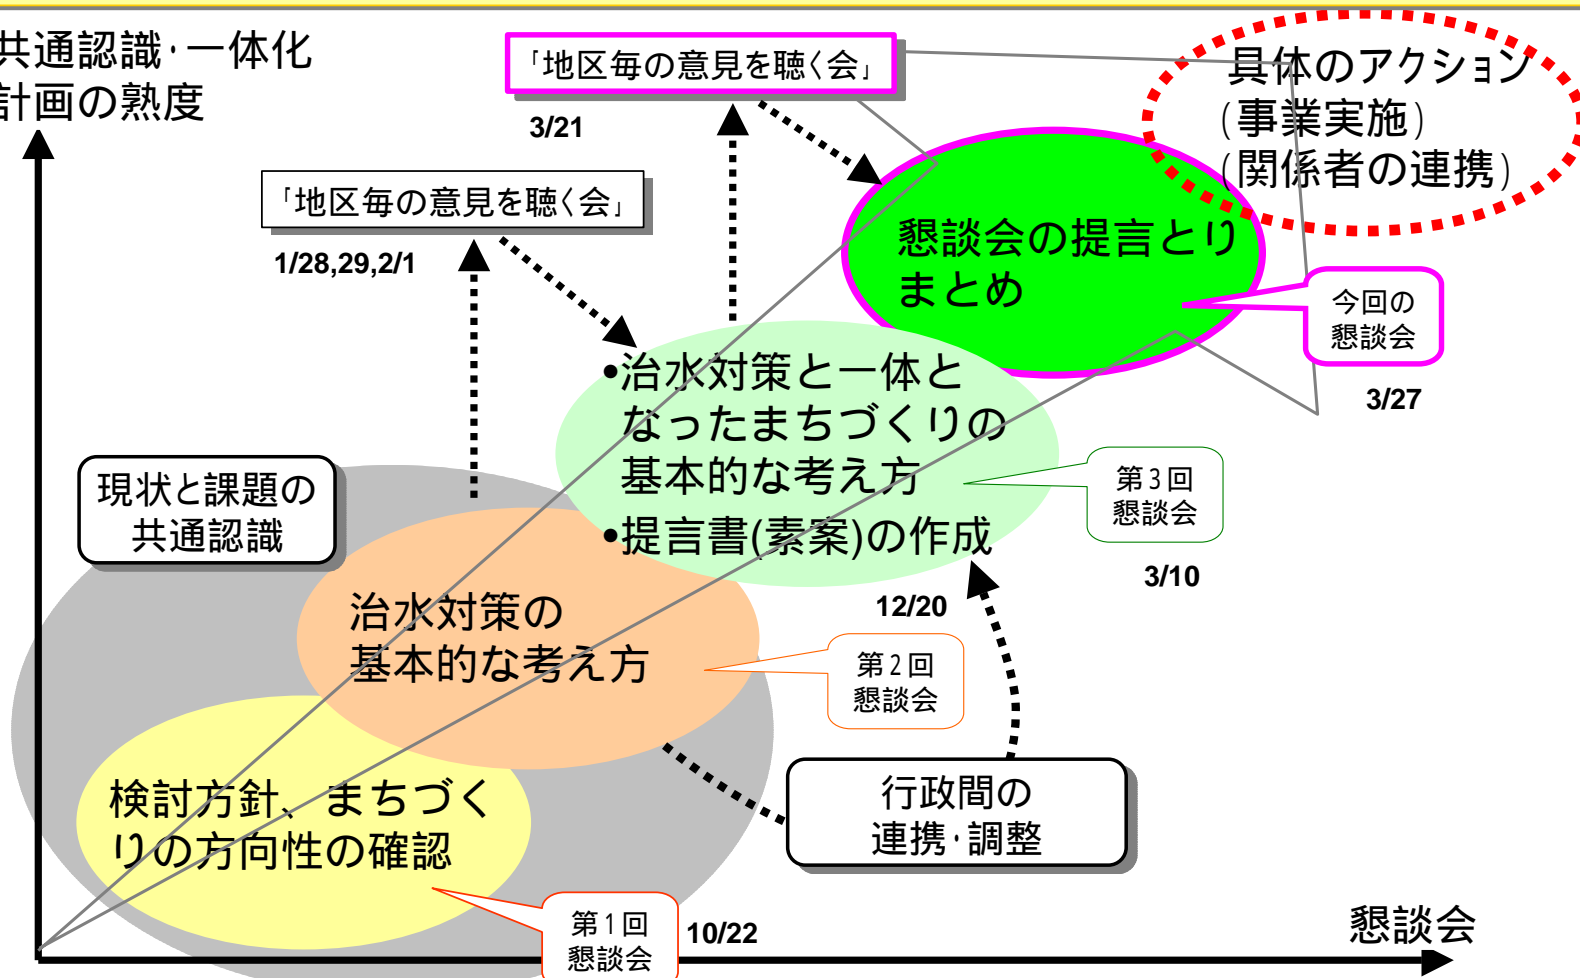 共通認識・一体化
計画の熟度
「地区毎の意見を聴く会」
3/21
具体のアクション
(事業実施)
(関係者の連携)
「地区毎の意見を聴く会」
1/28,29,2/1
懇談会の提言とり
まとめ
今回の
懇談会
3/27
•治水対策と一体と
なったまちづくりの
基本的な考え方
•提言書(素案)の作成
第3回
懇談会
3/10
現状と課題の
共通認識
治水対策の
基本的な考え方
12/20
第2回
懇談会
検討方針、まちづく
りの方向性の確認
行政間の
連携・調整
第1回
懇談会
10/22
懇談会